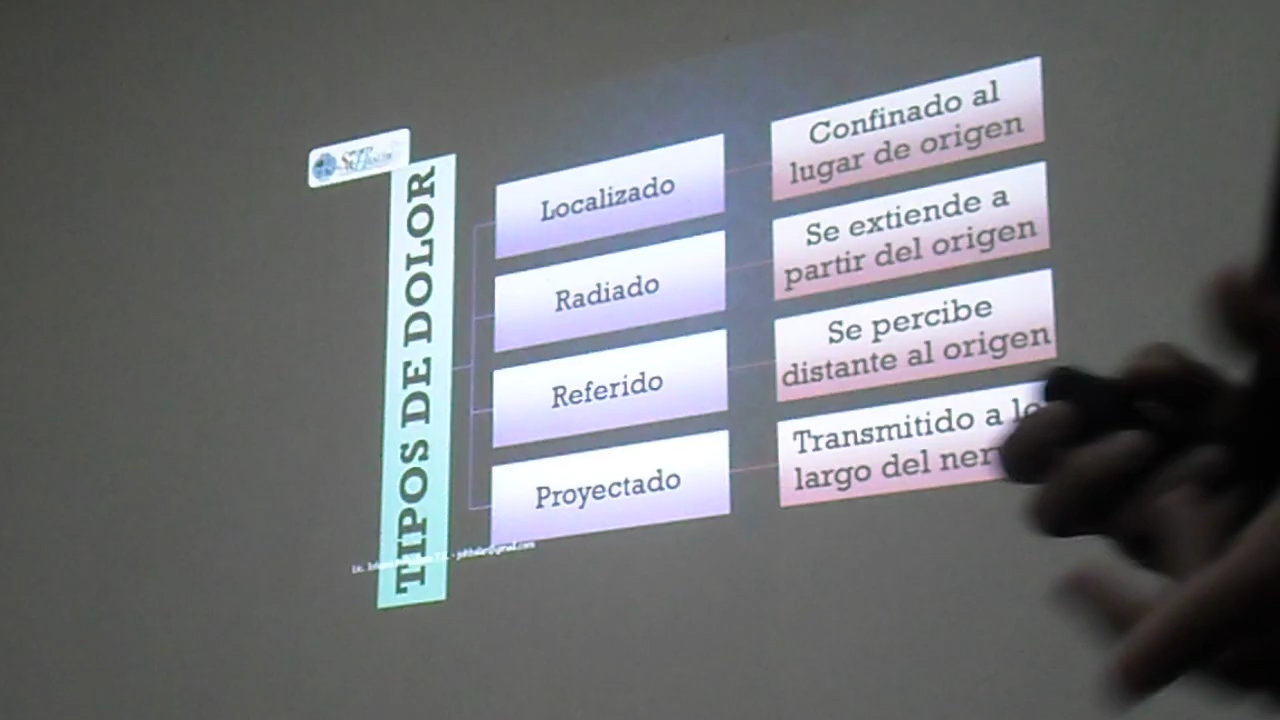 TIPOS DE DOLOR
Localizado
Confinado al
lugar de origen
Radiado
Se extiende a
partir del origen
Referido
Se percibe
distante al origen
Proyectado
Transmitido a
largo del
Lic.